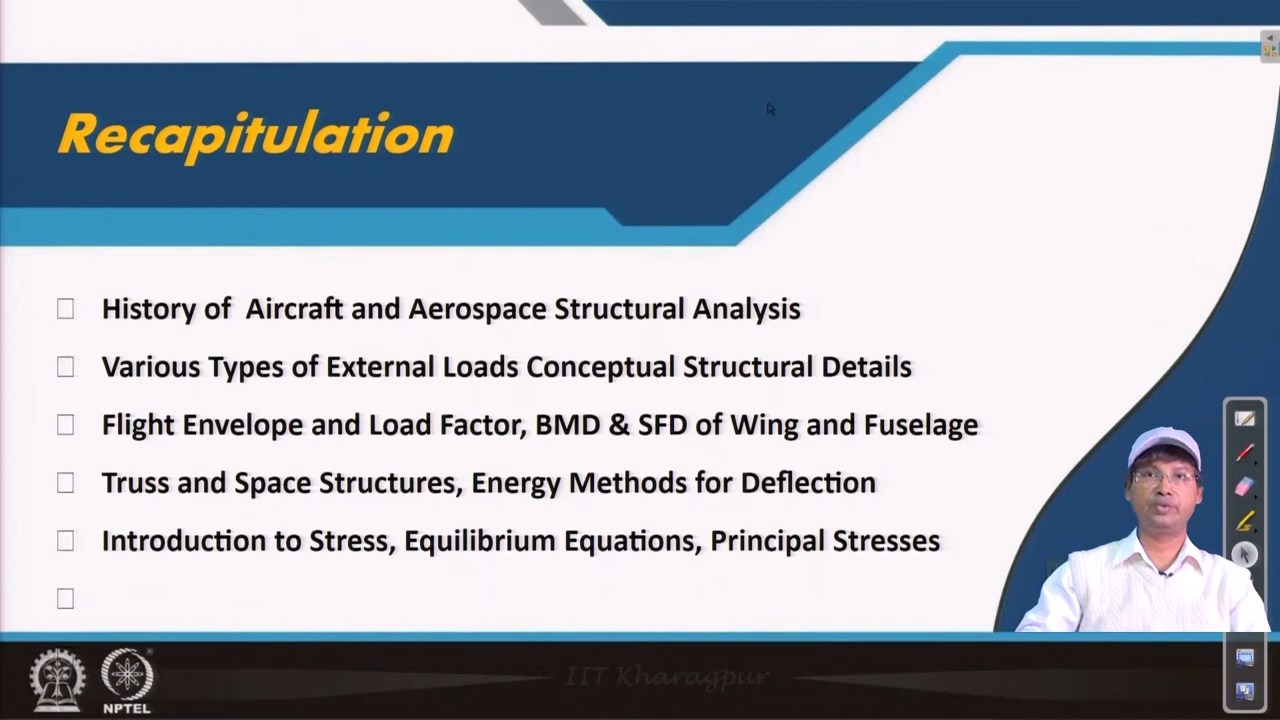 Recapitulation
History of Aircraft and Aerospace Structural Analysis
Various Types of External Loads Conceptual Structural Details
Flight Envelope and Load Factor, BMD & SFD of Wing and Fuselage
Truss and Space Structures, Energy Methods for Deflection
Introduction to Stress, Equilibrium Equations, Principal Stresses
IIT Kharagpur
NPTEL